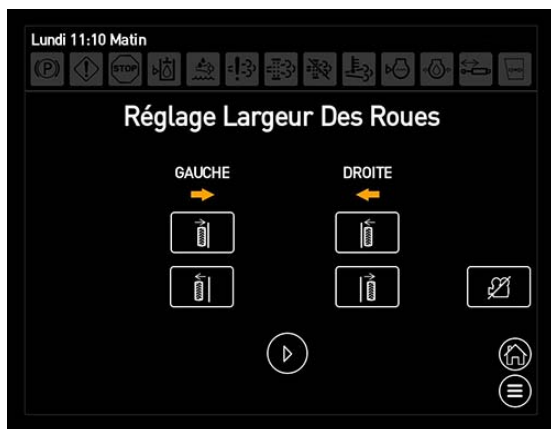 Lundi 11:10 Matin
(P) STOP
Réglage Largeur Des Roues
GAUCHE DROITE